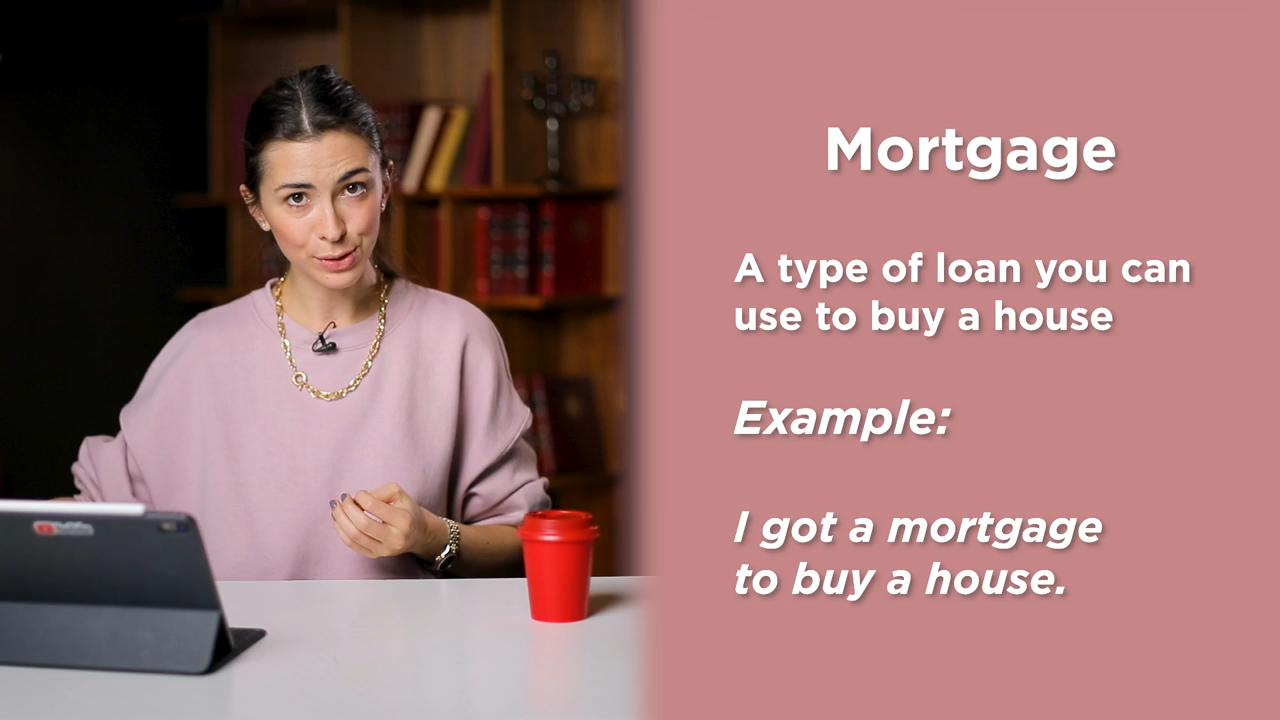 Mortgage
A type of loan you can
use to buy a house
Example:
I got a mortgage
to buy a house.